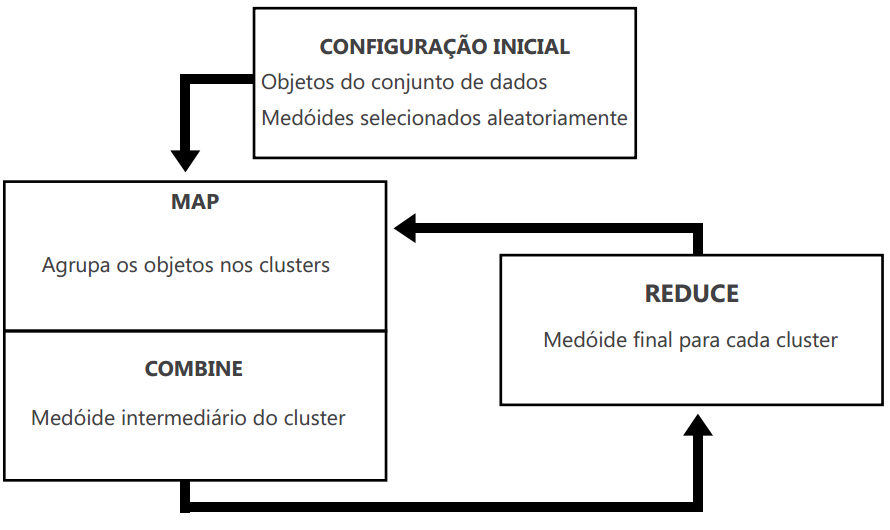 CONFIGURAÇÃO INICIAL
Objetos do conjunto de dados
Medóides selecionados aleatoriamente
MAP
Agrupa os objetos nos clusters
REDUCE
Medóide final para cada cluster
COMBINE
Medóide intermediário do cluster